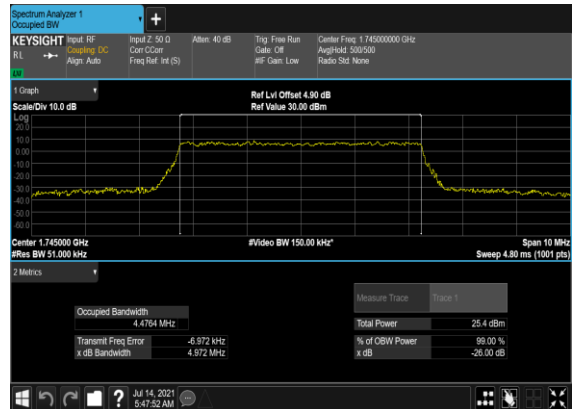 Spectrum Analyzer 1
Occupied BW
+
KEYSIGHT Input: RF Input Z: 50 Ω Atten: 40 dB Trig: Free Run Center Freq: 1.745000000 GHz
RL Coupling: DC Corr CCorr Gate: Off Avg|Hold: 500/500
Align: Auto Freq Ref: Int (S) #IF Gain: Low Radio Std: None
1 Graph
Ref Lvl Offset 4.90 dB
Scale/Div 10.0 dB Ref Value 30.00 dBm
Log
20.0
10.0
0.00
-10.0
-20.0
-30.0
-40.0
-50.0
-60.0
Center 1.745000 GHz #Video BW 150.00 kHz* Span 10 MHz
#Res BW 51.000 kHz Sweep 4.80 ms (1001 pts)
2 Metrics
Measure Trace Trace 1
Occupied Bandwidth
4.4764 MHz
Total Power 25.4 dBm
Transmit Freq Error -6.972 kHz % of OBW Power 99.00 %
x dB Bandwidth 4.972 MHz x dB -26.00 dB
? Jul 14, 2021
5:47:52 AM